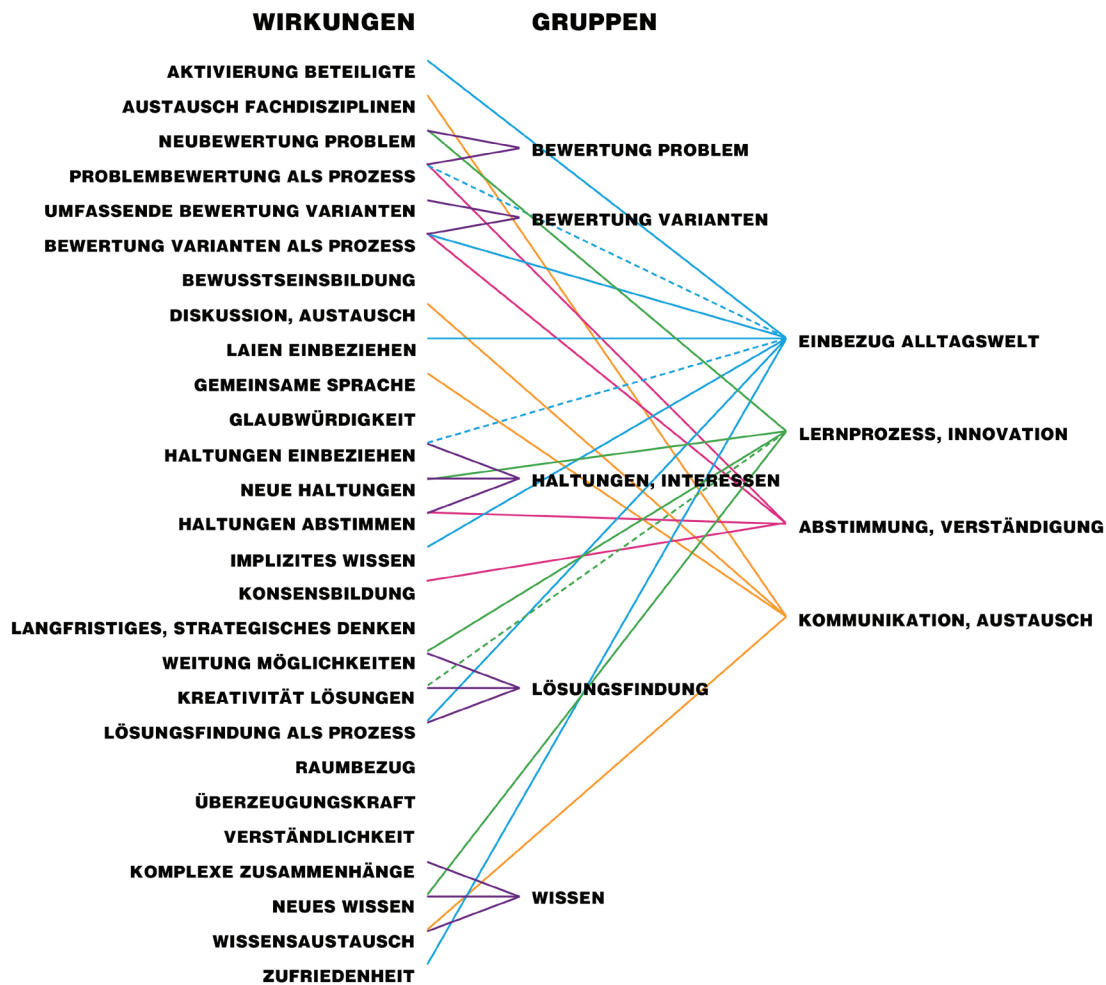 WIRKUNGEN
GRUPPEN
AKTIVIERUNG BETEILIGTE
AUSTAUSCH FACHDISZIPLINEN
NEUBEWERTUNG PROBLEM
PROBLEMBEWERTUNG ALS PROZESS
UMFASSENDE BEWERTUNG VARIANTEN
BEWERTUNG VARIANTEN ALS PROZESS
BEWUSSTSEINSBILDUNG
DISKUSSION, AUSTAUSCH
LAIEN EINBEZIEHEN
GEMEINSAME SPRACHE
GLAUBWÜRDIGKEIT
HALTUNGEN EINBEZIEHEN
NEUE HALTUNGEN
HALTUNGEN ABSTIMMEN
IMPLIZITES WISSEN
KONSENSBILDUNG
LANGFRISTIGES, STRATEGISCHES DENKEN
WEITUNG MÖGLICHKEITEN
KREATIVITÄT LÖSUNGEN
LÖSUNGSFINDUNG ALS PROZESS
RAUMBEZUG
ÜBERZEUGUNGSKRAFT
VERSTÄNDLICHKEIT
KOMPLEXE ZUSAMMENHÄNGE
NEUES WISSEN
WISSENSAUSTAUSCH
ZUFRIEDENHEIT
BEWERTUNG PROBLEM
BEWERTUNG VARIANTEN
HALTUNGEN, INTERESSEN
LÖSUNGSFINDUNG
WISSEN
EINBEZUG ALLTAGSWELT
LERNPROZESS, INNOVATION
ABSTIMMUNG, VERSTÄNDIGUNG
KOMMUNIKATION, AUSTAUSCH